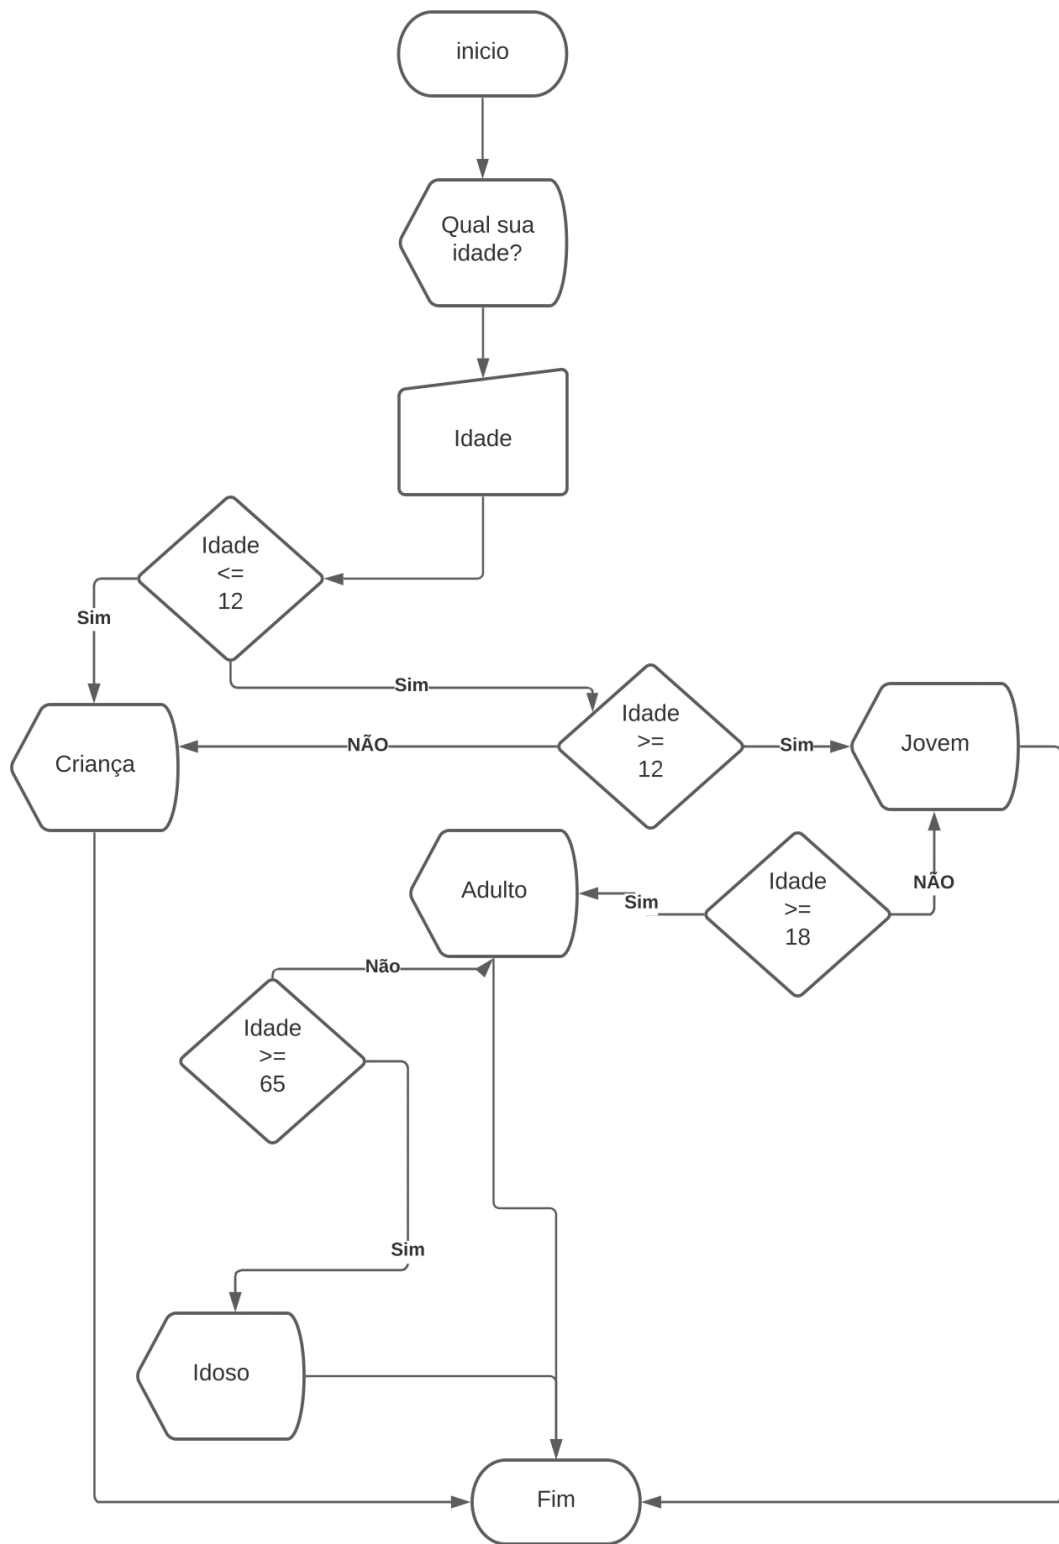 inicio
Qual sua
idade?
Idade
Idade
<=
12
Sim
Sim
Idade
>=
12
Sim
Jovem
NÃO
Criança
Adulto
Sim
Idade
>=
18
NÃO
Não
Idade
>=
65
Sim
Idoso
Fim